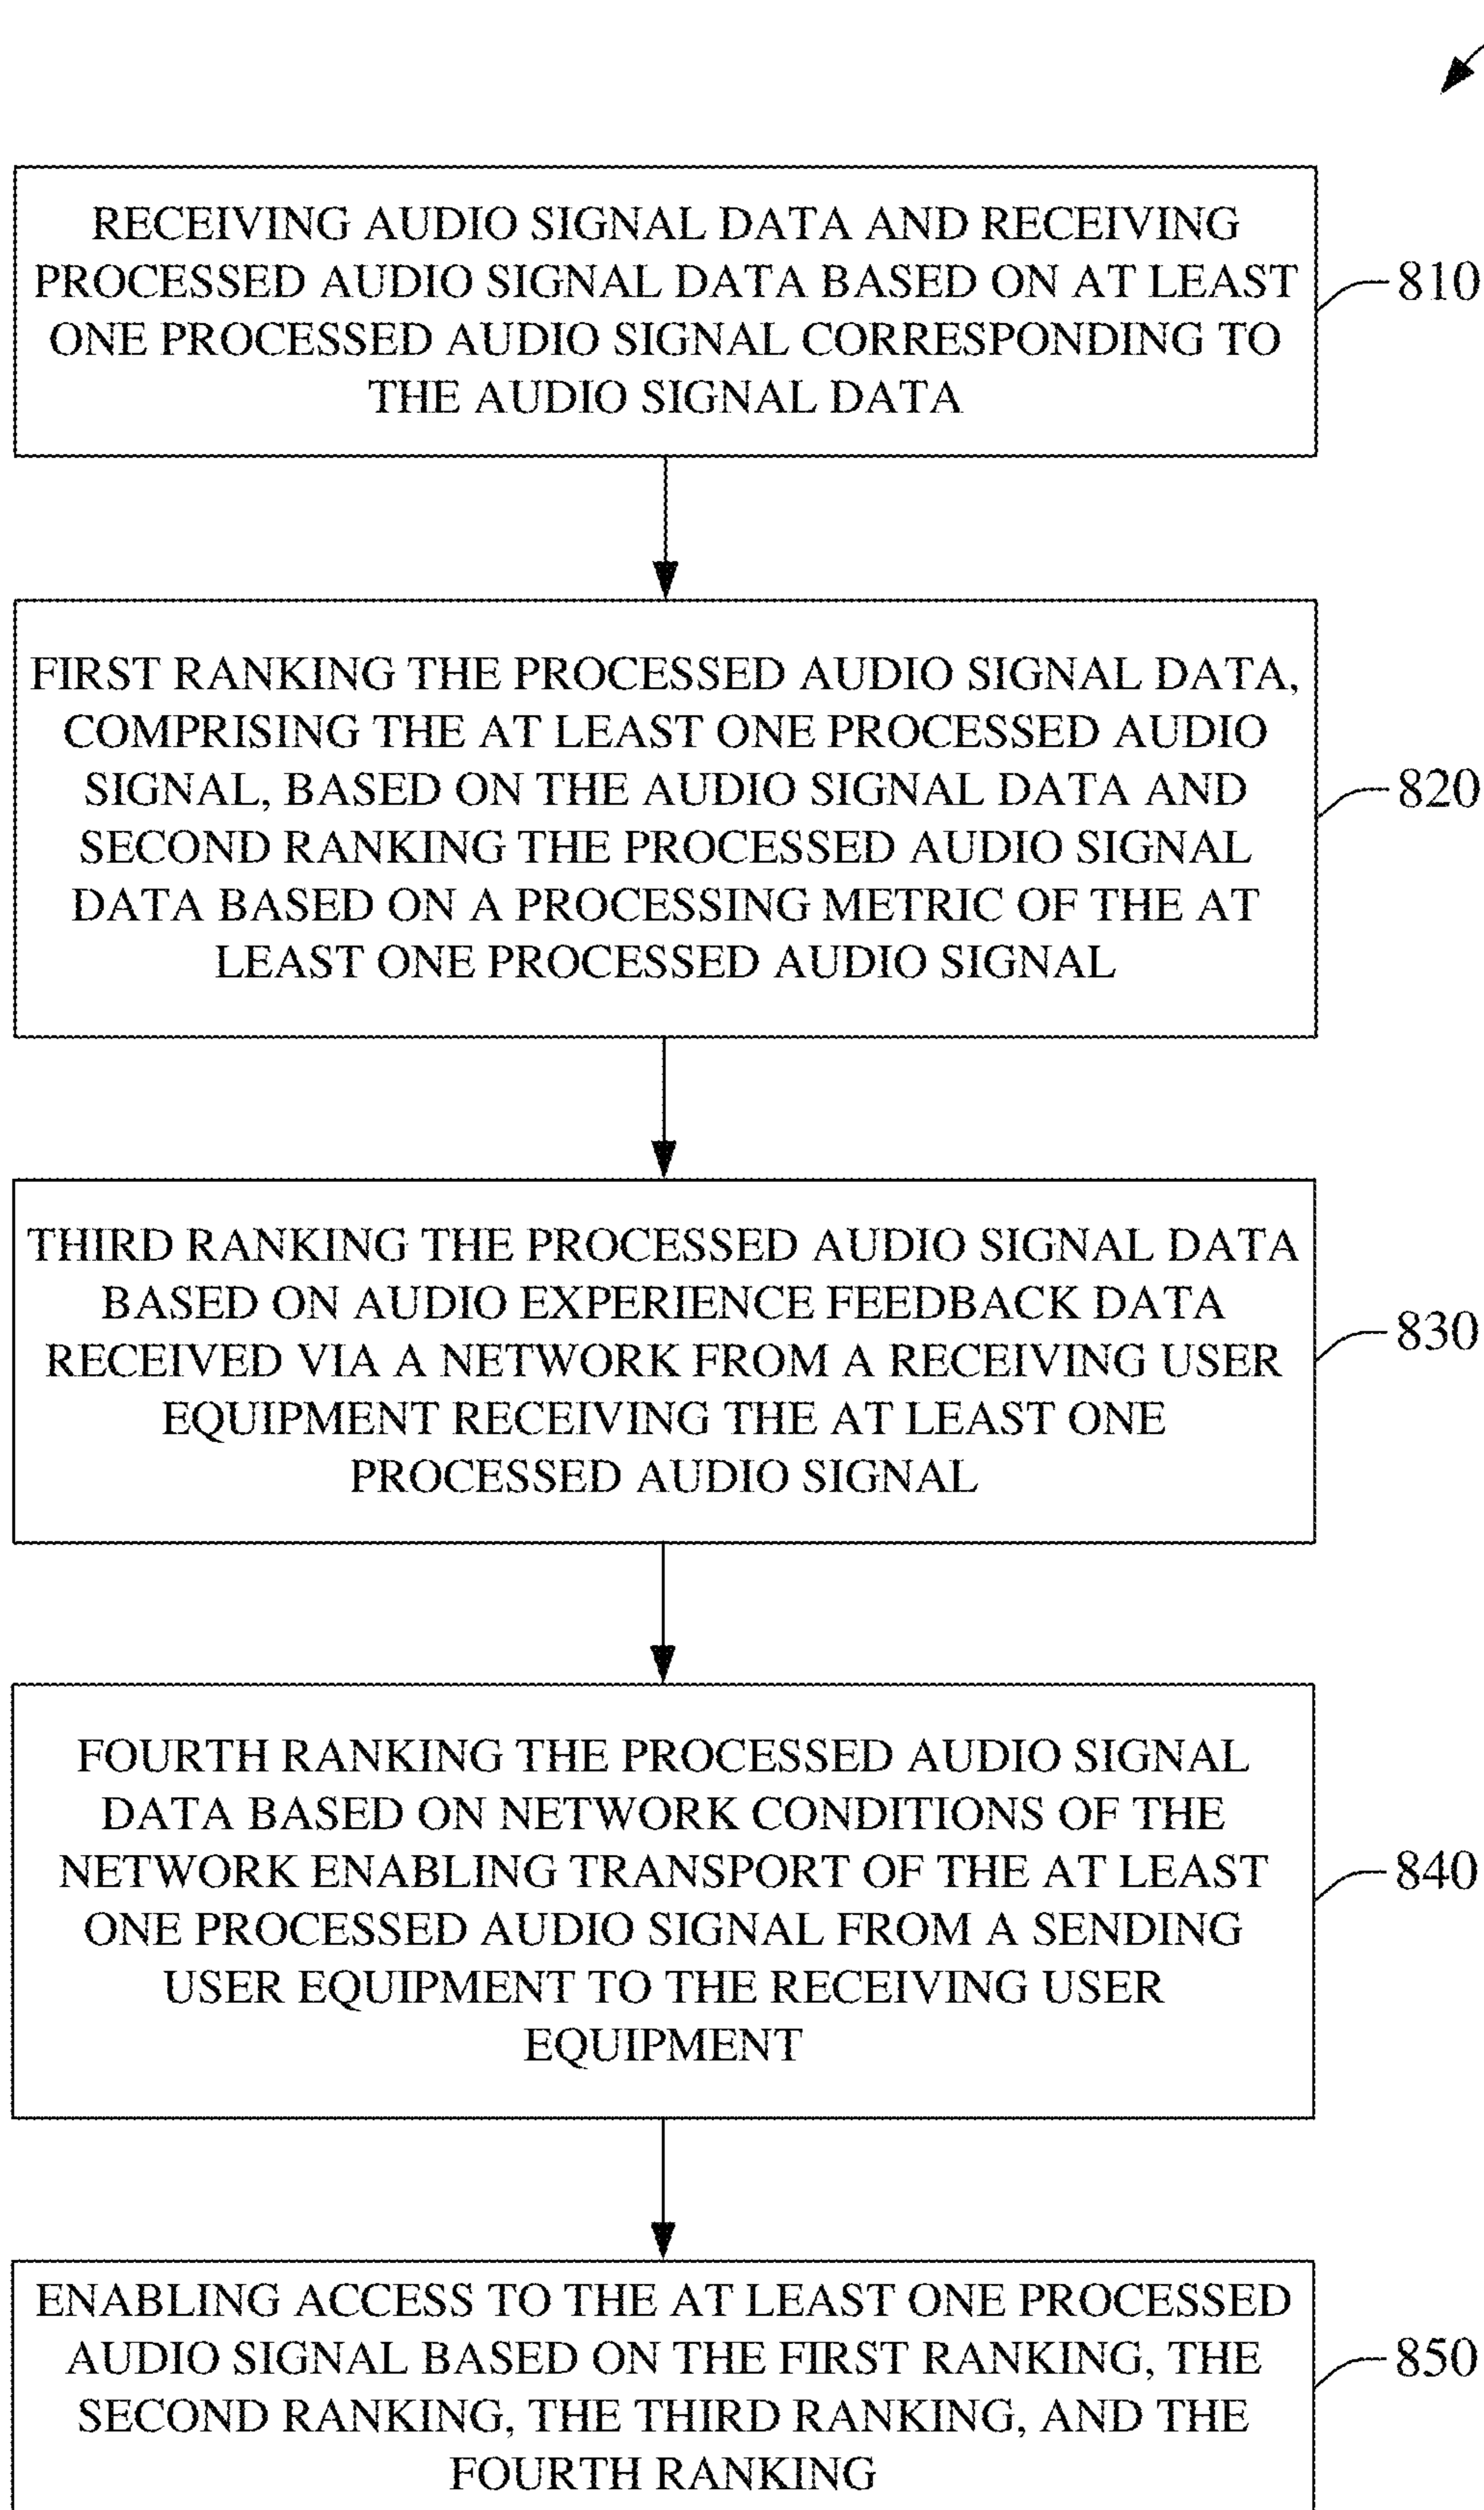 RECEIVING AUDIO SIGNAL DATA AND RECEIVING
PROCESSED AUDIO SIGNAL DATA BASED ON AT LEAST
ONE PROCESSED AUDIO SIGNAL CORRESPONDING TO
THE AUDIO SIGNAL DATA
810
FIRST RANKING THE PROCESSED AUDIO SIGNAL DATA,
COMPRISING THE AT LEAST ONE PROCESSED AUDIO
SIGNAL, BASED ON THE AUDIO SIGNAL DATA AND
SECOND RANKING THE PROCESSED AUDIO SIGNAL
DATA BASED ON A PROCESSING METRIC OF THE AT
LEAST ONE PROCESSED AUDIO SIGNAL
820
THIRD RANKING THE PROCESSED AUDIO SIGNAL DATA
BASED ON AUDIO EXPERIENCE FEEDBACK DATA
RECEIVED VIA A NETWORK FROM A RECEIVING USER
EQUIPMENT RECEIVING THE AT LEAST ONE
PROCESSED AUDIO SIGNAL
830
FOURTH RANKING THE PROCESSED AUDIO SIGNAL
DATA BASED ON NETWORK CONDITIONS OF THE
NETWORK ENABLING TRANSPORT OF THE AT LEAST
ONE PROCESSED AUDIO SIGNAL FROM A SENDING
USER EQUIPMENT TO THE RECEIVING USER
EQUIPMENT
840
ENABLING ACCESS TO THE AT LEAST ONE PROCESSED
AUDIO SIGNAL BASED ON THE FIRST RANKING, THE
SECOND RANKING, THE THIRD RANKING, AND THE
FOURTH RANKING
850